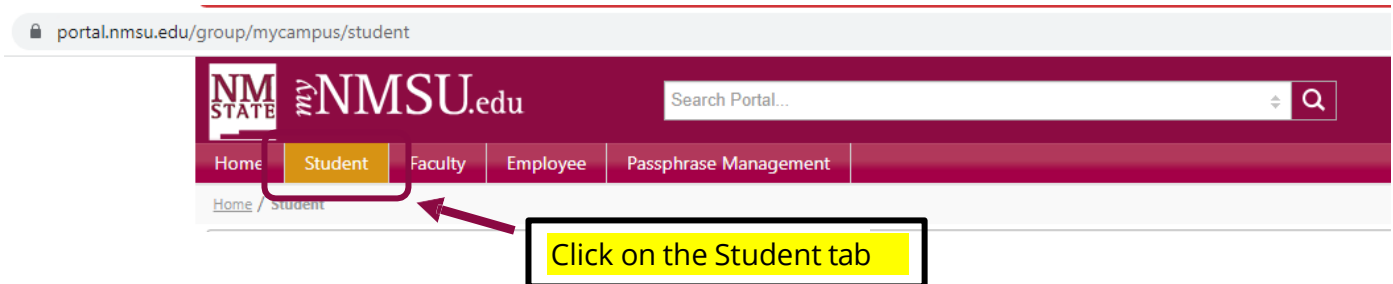 portal.nmsu.edu/group/mycampus/student
NM
STATE
myNMSU.edu
Search Portal...
Home Student Faculty Employee Passphrase Management
Home / Student
Click on the Student tab